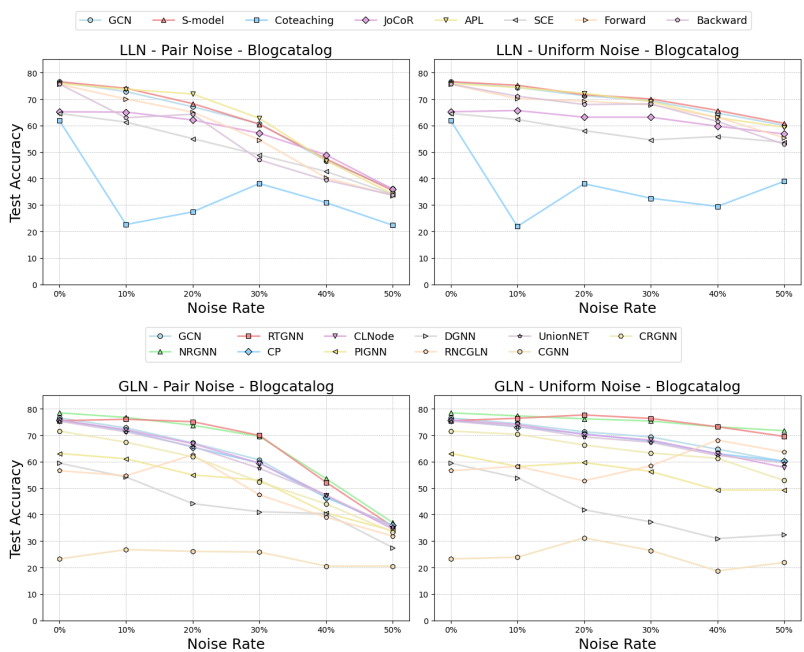 GCN S-model Coteaching JoCoR APL SCE Forward Backward
LLN - Pair Noise - Blogcatalog
LLN - Uniform Noise - Blogcatalog
Test Accuracy
80
70
60
50
40
30
20
10
0
0% 10% 20% 30% 40% 50%
Noise Rate
80
70
60
50
40
30
20
10
0
0% 10% 20% 30% 40% 50%
Noise Rate
GCN RTGNN CLNode DGNN UnionNET CRGNN
NRGNN CP PIGNN RNCGLN CGNN
GLN - Pair Noise - Blogcatalog
GLN - Uniform Noise - Blogcatalog
Test Accuracy
80
70
60
50
40
30
20
10
0
0% 10% 20% 30% 40% 50%
Noise Rate
80
70
60
50
40
30
20
10
0
0% 10% 20% 30% 40% 50%
Noise Rate